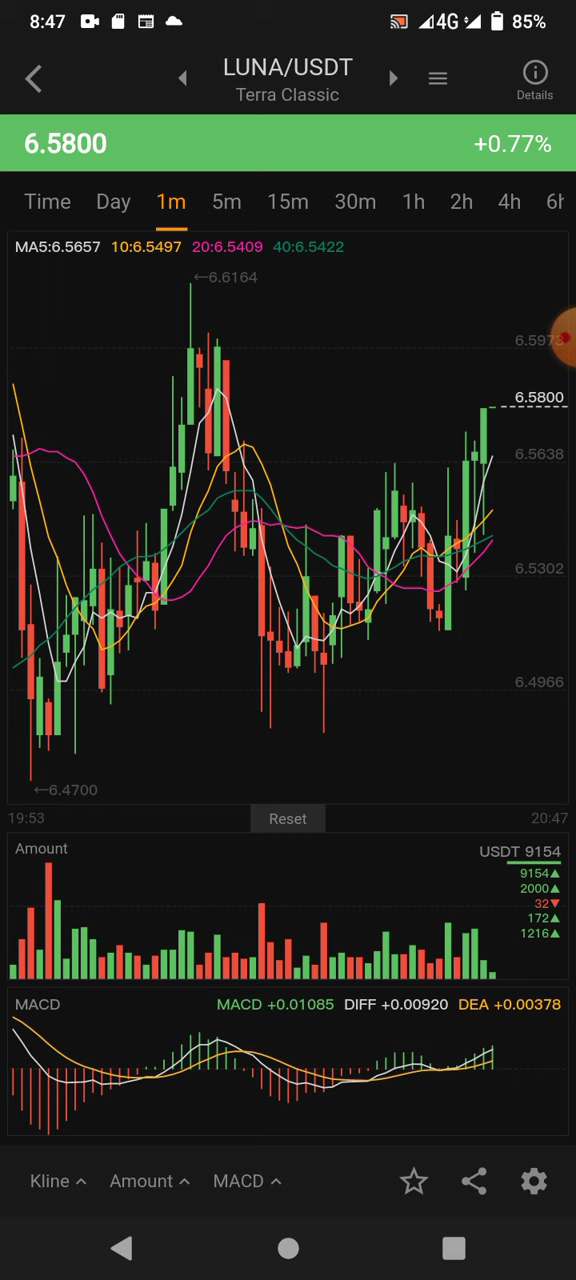 8:47 4G 85%
LUNA/USDT
Terra Classic
Details
6.5800 +0.77%
Time Day 1m 5m 15m 30m 1h 2h 4h 6h
MA5:6.5657 10:6.5497 20:6.5409 40:6.5422
←6.6164
6.5973
6.5800
6.5638
6.5302
6.4966
←6.4700
19:53 Reset 20:47
Amount USDT 9154
9154▲
2000▲
32▼
172▲
1216▲
MACD MACD +0.01085 DIFF +0.00920 DEA +0.00378
Kline Amount MACD